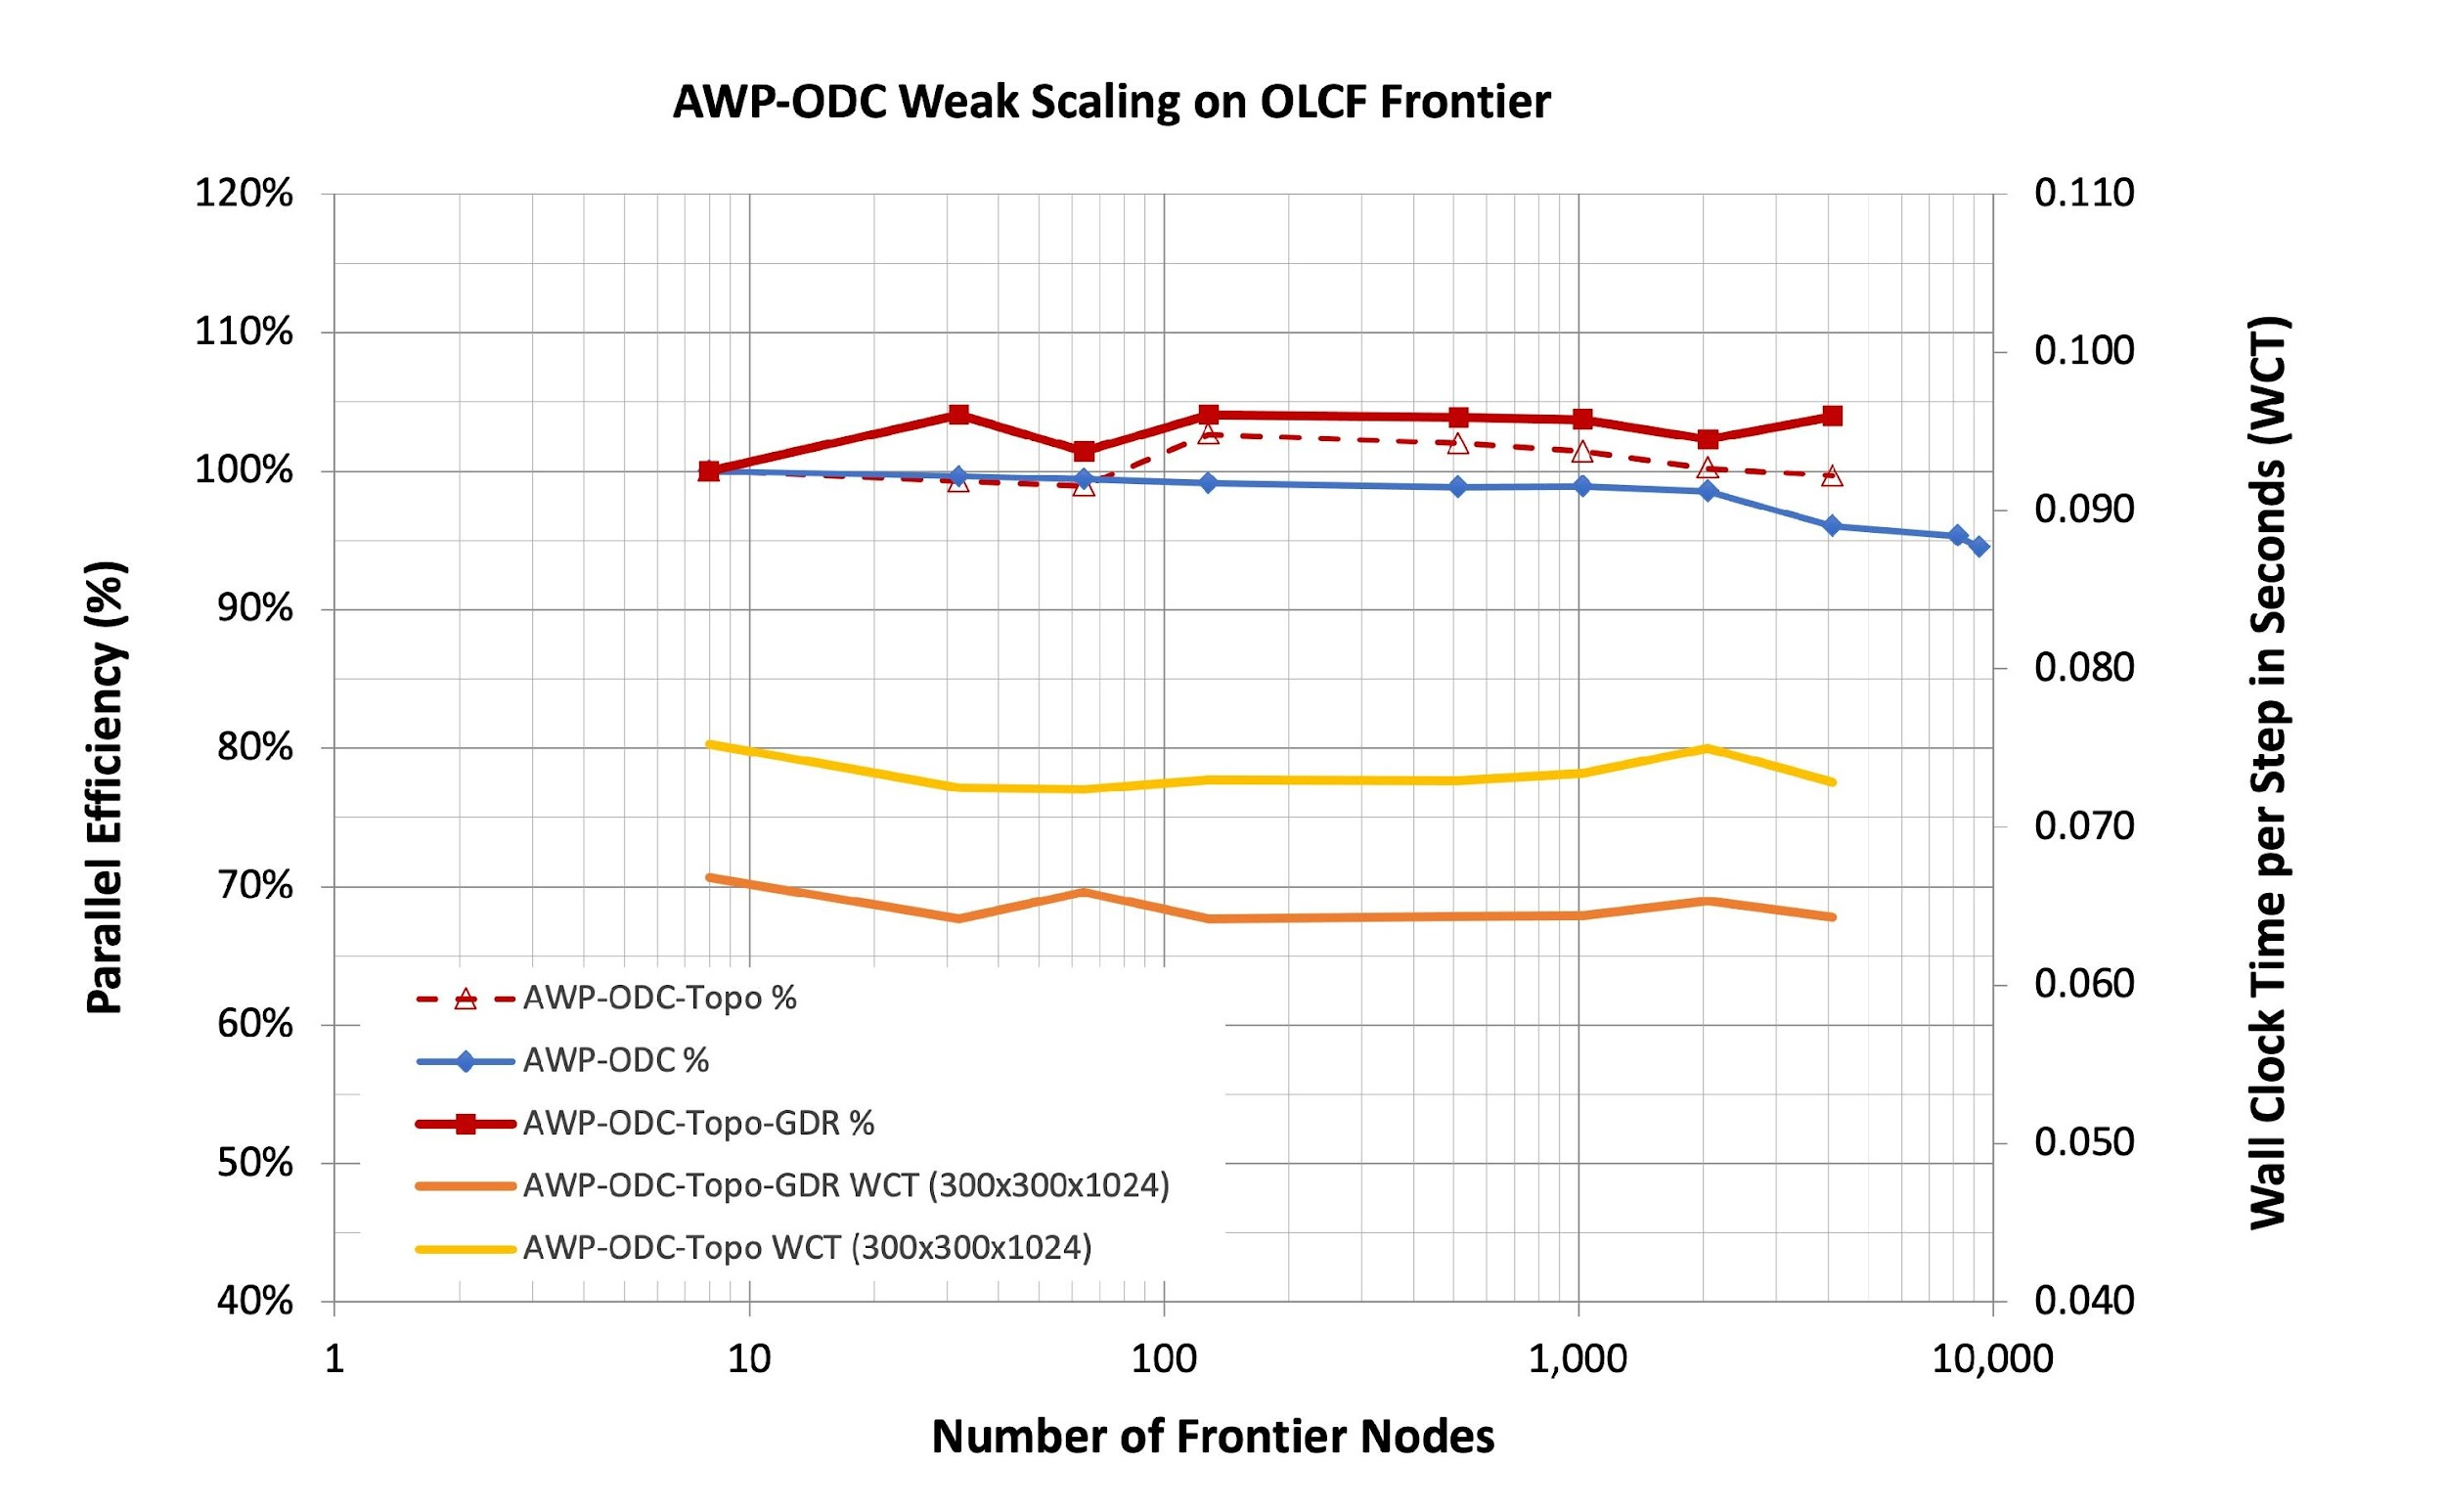 AWP-ODC Weak Scaling on OLCF Frontier
120%
110%
100%
90%
80%
70%
60%
50%
40%
Parallel Efficiency (%)
0.110
0.100
0.090
0.080
0.070
0.060
0.050
0.040
Wall Clock Time per Step in Seconds (WCT)
AWP-ODC-Topo %
AWP-ODC %
AWP-ODC-Topo-GDR %
AWP-ODC-Topo-GDR WCT (300x300x1024)
AWP-ODC-Topo WCT (300x300x1024)
1 10 100 1,000 10,000
Number of Frontier Nodes